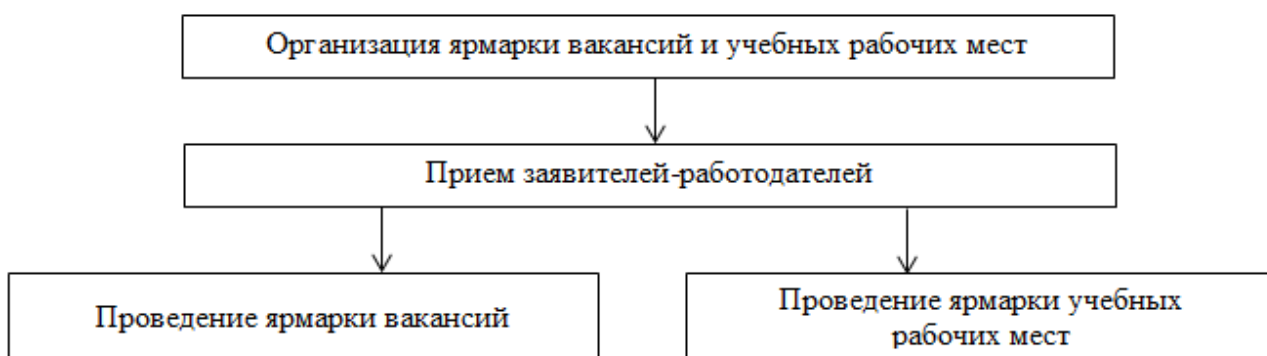 Организация ярмарки вакансий и учебных рабочих мест
Прием заявителей-работодателей
Проведение ярмарки вакансий
Проведение ярмарки учебных
рабочих мест